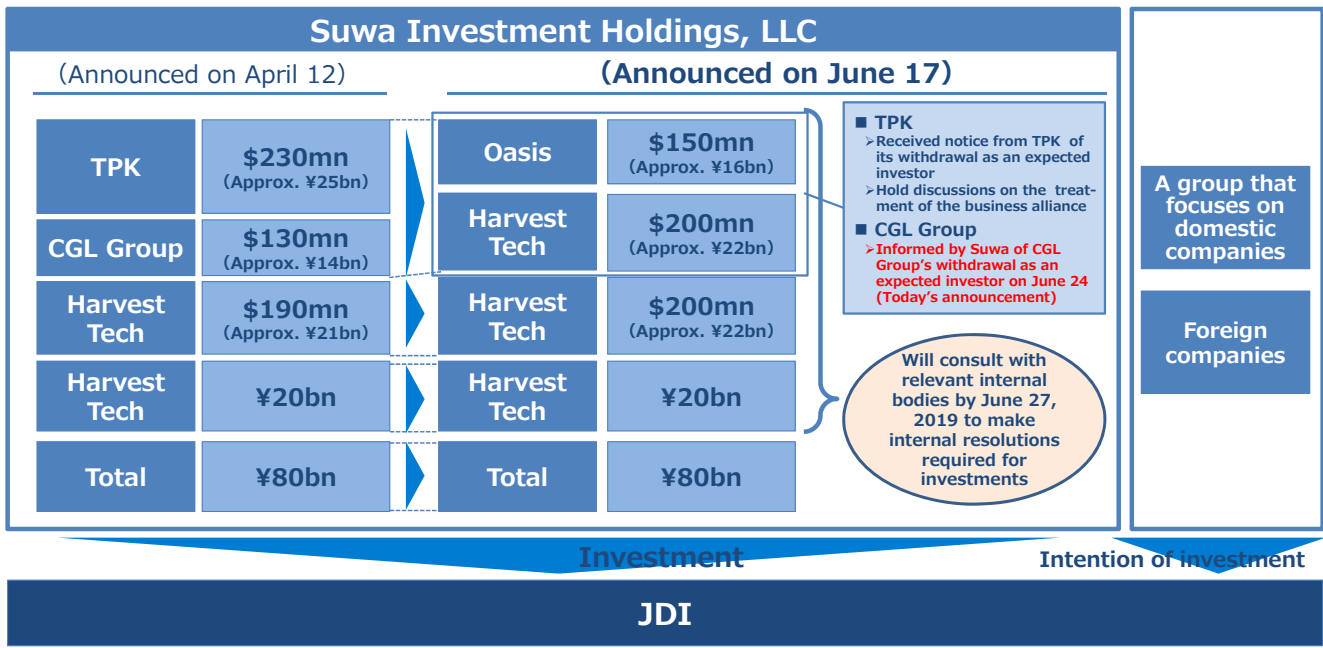 Suwa Investment Holdings, LLC
（Announced on April 12）
TPK
$230mn
（Approx. ¥25bn）
CGL Group
$130mn
（Approx. ¥14bn）
Harvest
Tech
$190mn
（Approx. ¥21bn）
Harvest
Tech
¥20bn
Total
¥80bn
（Announced on June 17）
Oasis
$150mn
（Approx. ¥16bn）
Harvest
Tech
$200mn
（Approx. ¥22bn）
Harvest
Tech
$200mn
（Approx. ¥22bn）
Harvest
Tech
¥20bn
Total
¥80bn
■ TPK
➢Received notice from TPK of
its withdrawal as an expected
investor
➢Hold discussions on the treat-
ment of the business alliance
■ CGL Group
➢Informed by Suwa of CGL
Group’s withdrawal as an
expected investor on June 24
(Today’s announcement)
Will consult with
relevant internal
bodies by June 27,
2019 to make
internal resolutions
required for
investments
A group that
focuses on
domestic
companies
Foreign
companies
Investment
Intention of investment
JDI